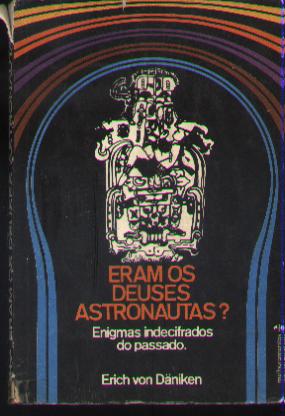 ERAM OS
DEUSES
ASTRONAUTAS?
Enigmas indecifrados
do passado.
Erich von Däniken